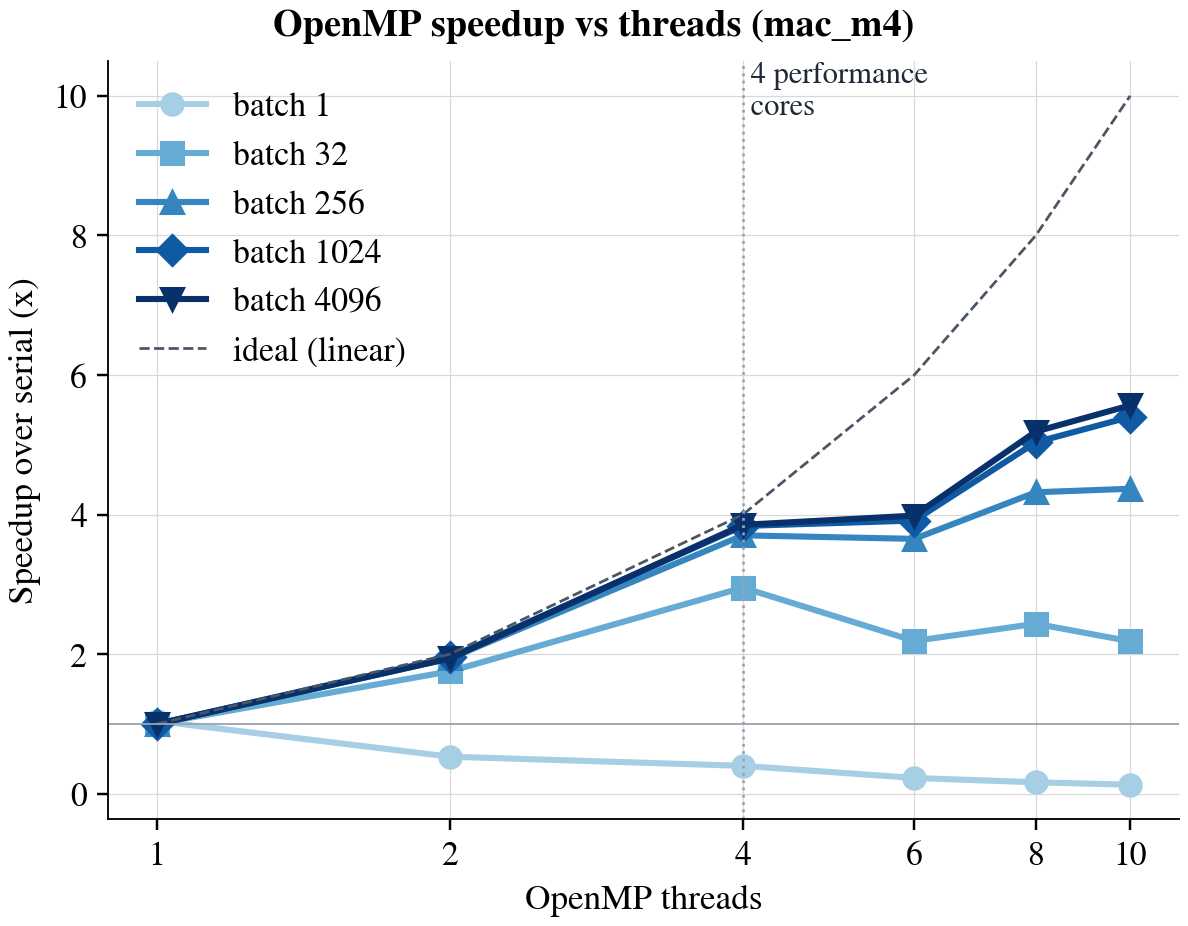 OpenMP speedup vs threads (mac_m4)
4 performance
cores
batch 1
batch 32
batch 256
batch 1024
batch 4096
ideal (linear)
Speedup over serial (x)
10
8
6
4
2
0
1
2
4
6
8
10
OpenMP threads